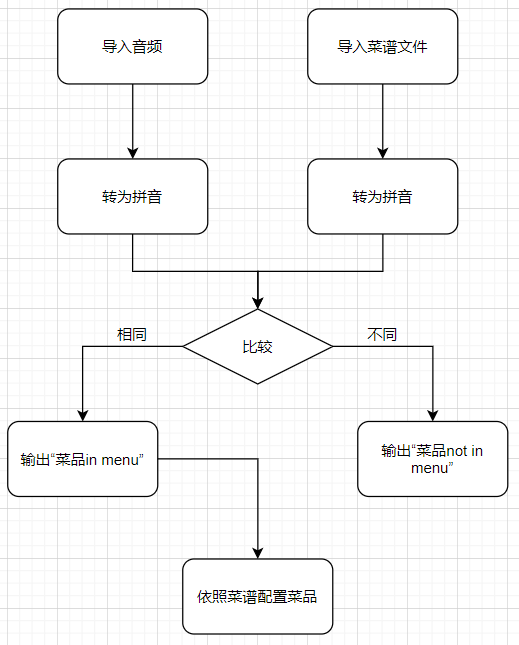 导入音频
导入菜谱文件
转为拼音
转为拼音
比较
相同
不同
输出“菜品in menu”
输出“菜品not in
menu”
依照菜谱配置菜品